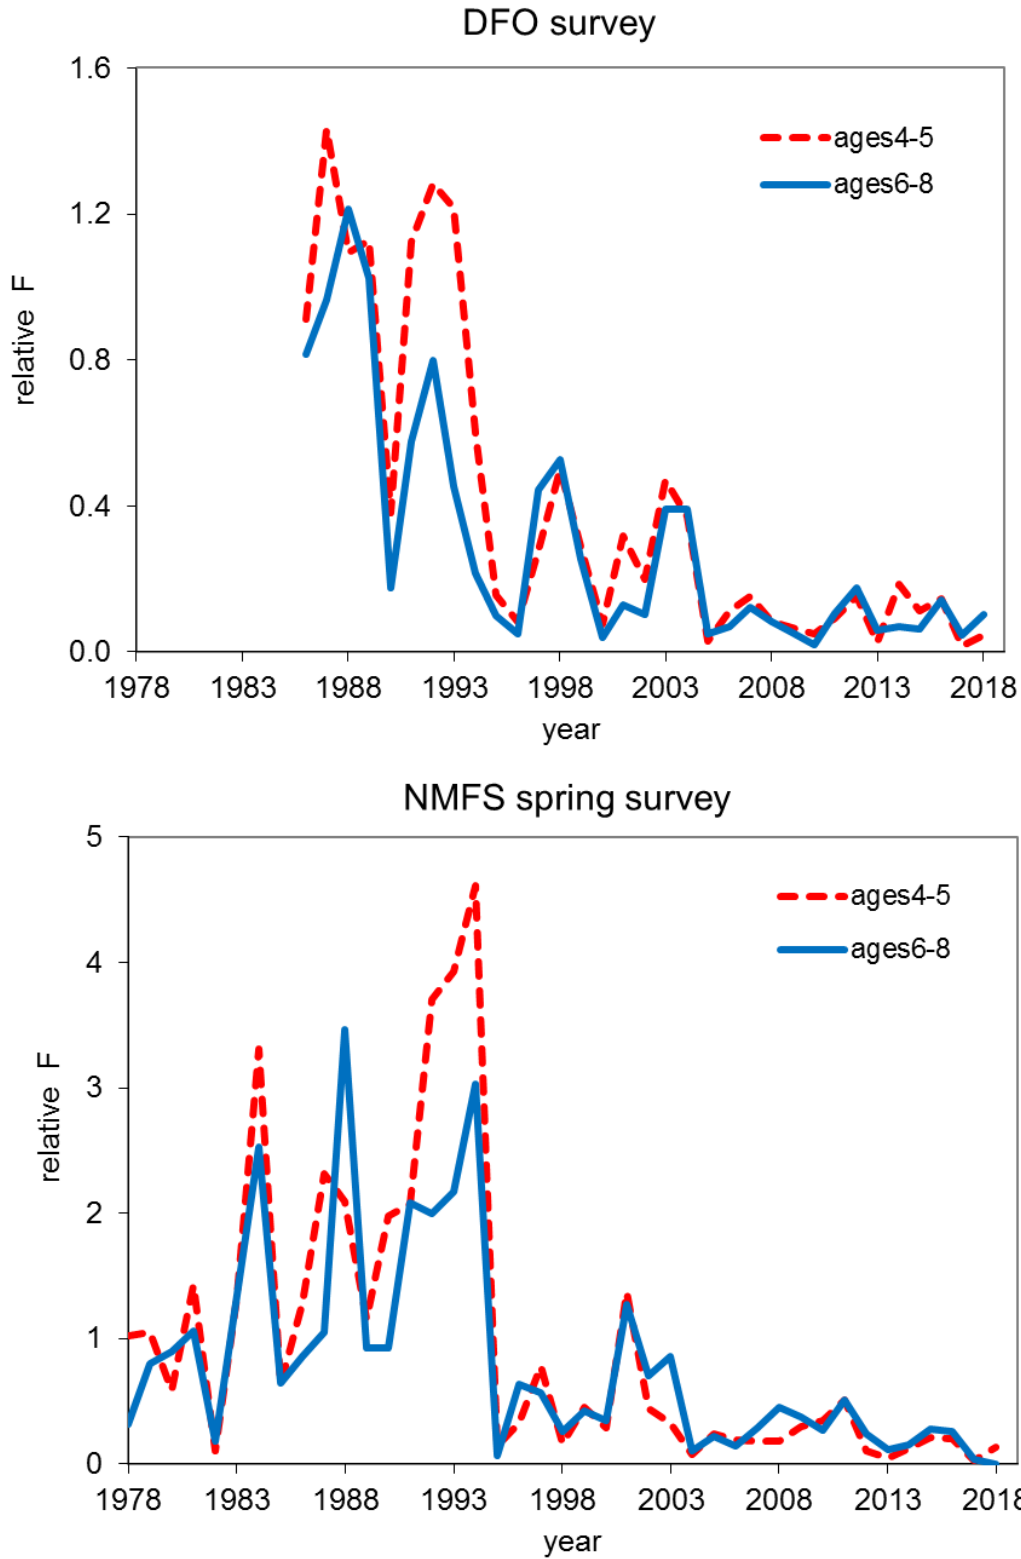 DFO survey
1.6
1.2
0.8
0.4
0.0
relative F
ages4-5
ages6-8
1978 1983 1988 1993 1998 2003 2008 2013 2018
year
NMFS spring survey
5
4
3
2
1
0
relative F
ages4-5
ages6-8
1978 1983 1988 1993 1998 2003 2008 2013 2018
year